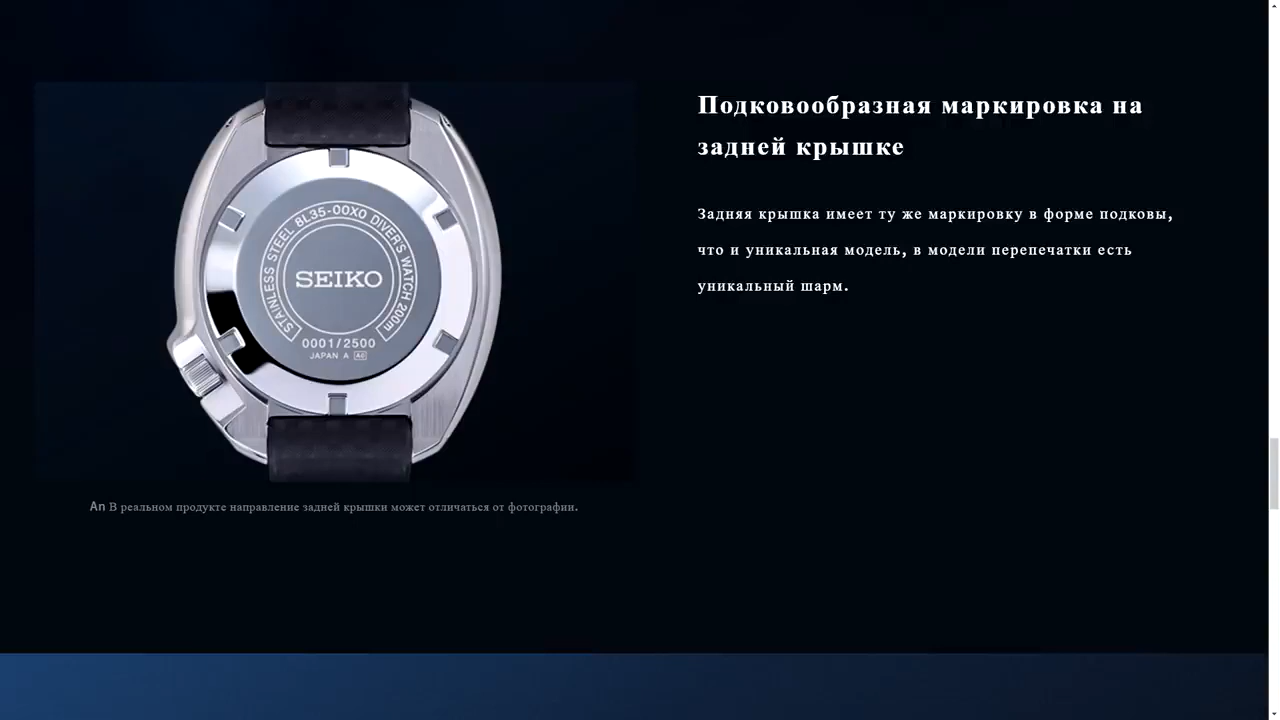 Подковообразная маркировка на
задней крышке
Задняя крышка имеет ту же маркировку в форме подковы,
что и уникальная модель, в модели перепечатки есть
уникальный шарм.
STAINLESS STEEL 8L35-00X0 DIVER'S WATCH 200m
SEIKO
0001/2500
JAPAN A A0
An В реальном продукте направление задней крышки может отличаться от фотографии.